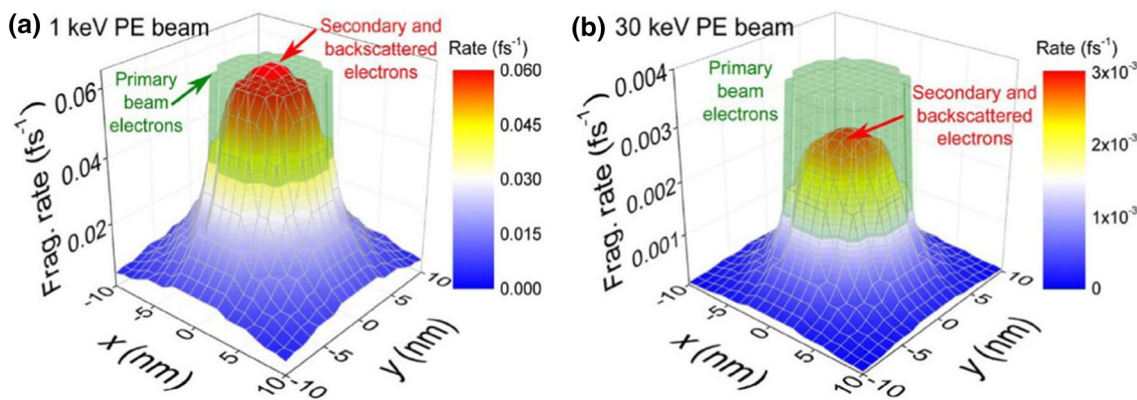 (a) 1 keV PE beam
Secondary and
backscattered
electrons
Primary
beam
electrons
Rate (fs⁻¹)
0.060
0.045
0.030
0.015
0.000
Frag. rate (fs⁻¹)
0.06
0.04
0.02
-10
-5
0
5
10
x (nm)
-10
-5
0
5
10
y (nm)
(b) 30 keV PE beam
Primary
beam
electrons
Secondary and
backscattered
electrons
Rate (fs⁻¹)
3x10⁻³
2x10⁻³
1x10⁻³
0
Frag. rate (fs⁻¹)
0.004
0.003
0.002
0.001
-10
-5
0
5
10
x (nm)
-10
-5
0
5
10
y (nm)